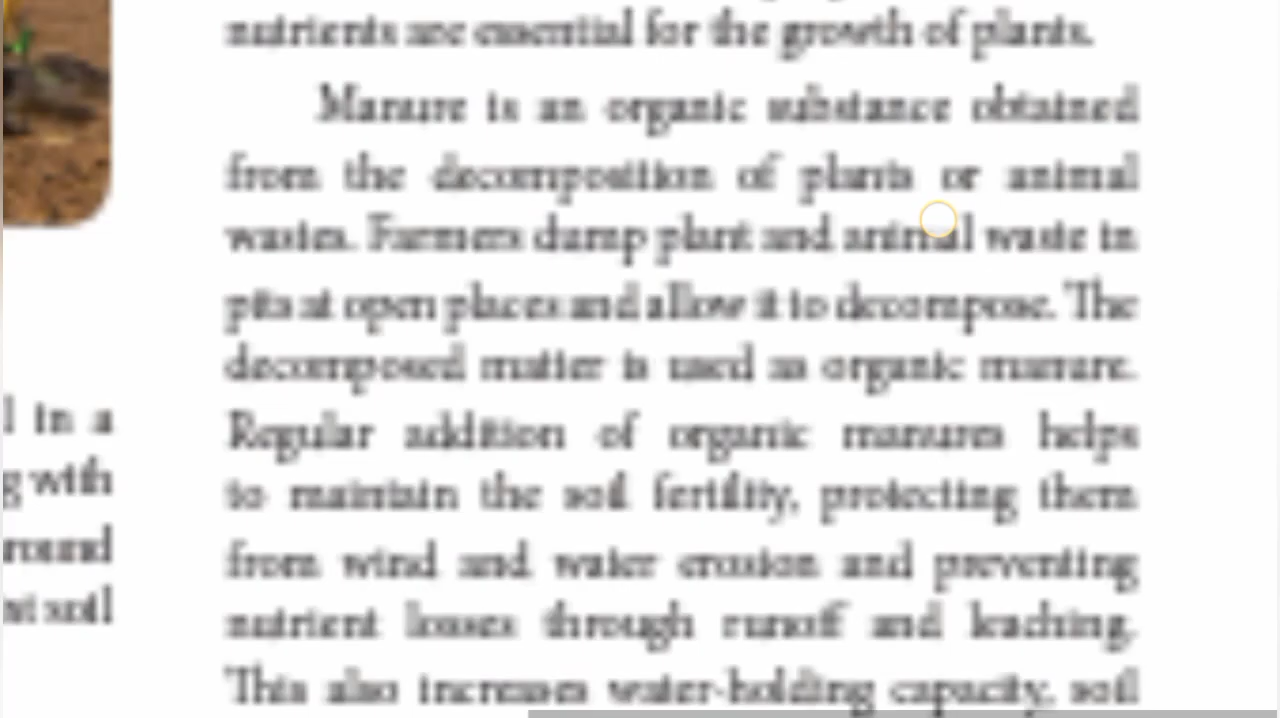 nutrients are essential for the growth of plants.
Manure is an organic substance obtained
from the decomposition of plants or animal
wastes. Farmers dump plant and animal waste in
pits at open places and allow it to decompose. The
decomposed matter is used as organic manure.
Regular addition of organic manures helps
to maintain the soil fertility, protecting them
from wind and water erosion and preventing
nutrient losses through runoff and leaching.
This also increases water-holding capacity, soil
in a
with
soil